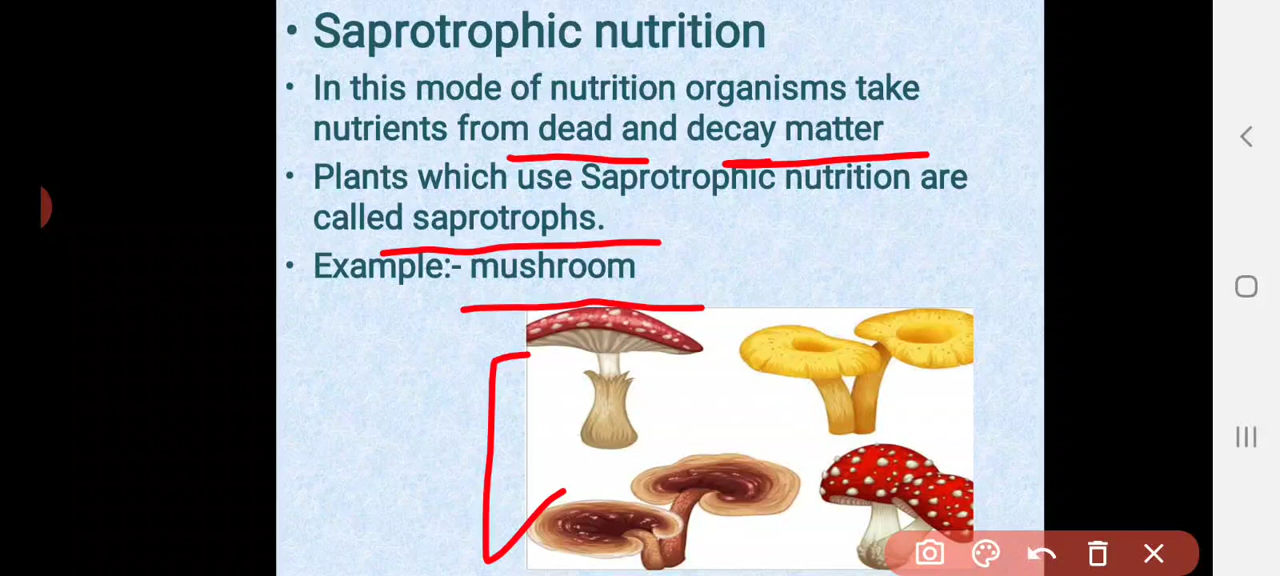 • Saprotrophic nutrition
• In this mode of nutrition organisms take
nutrients from dead and decay matter
• Plants which use Saprotrophic nutrition are
called saprotrophs.
• Example:- mushroom